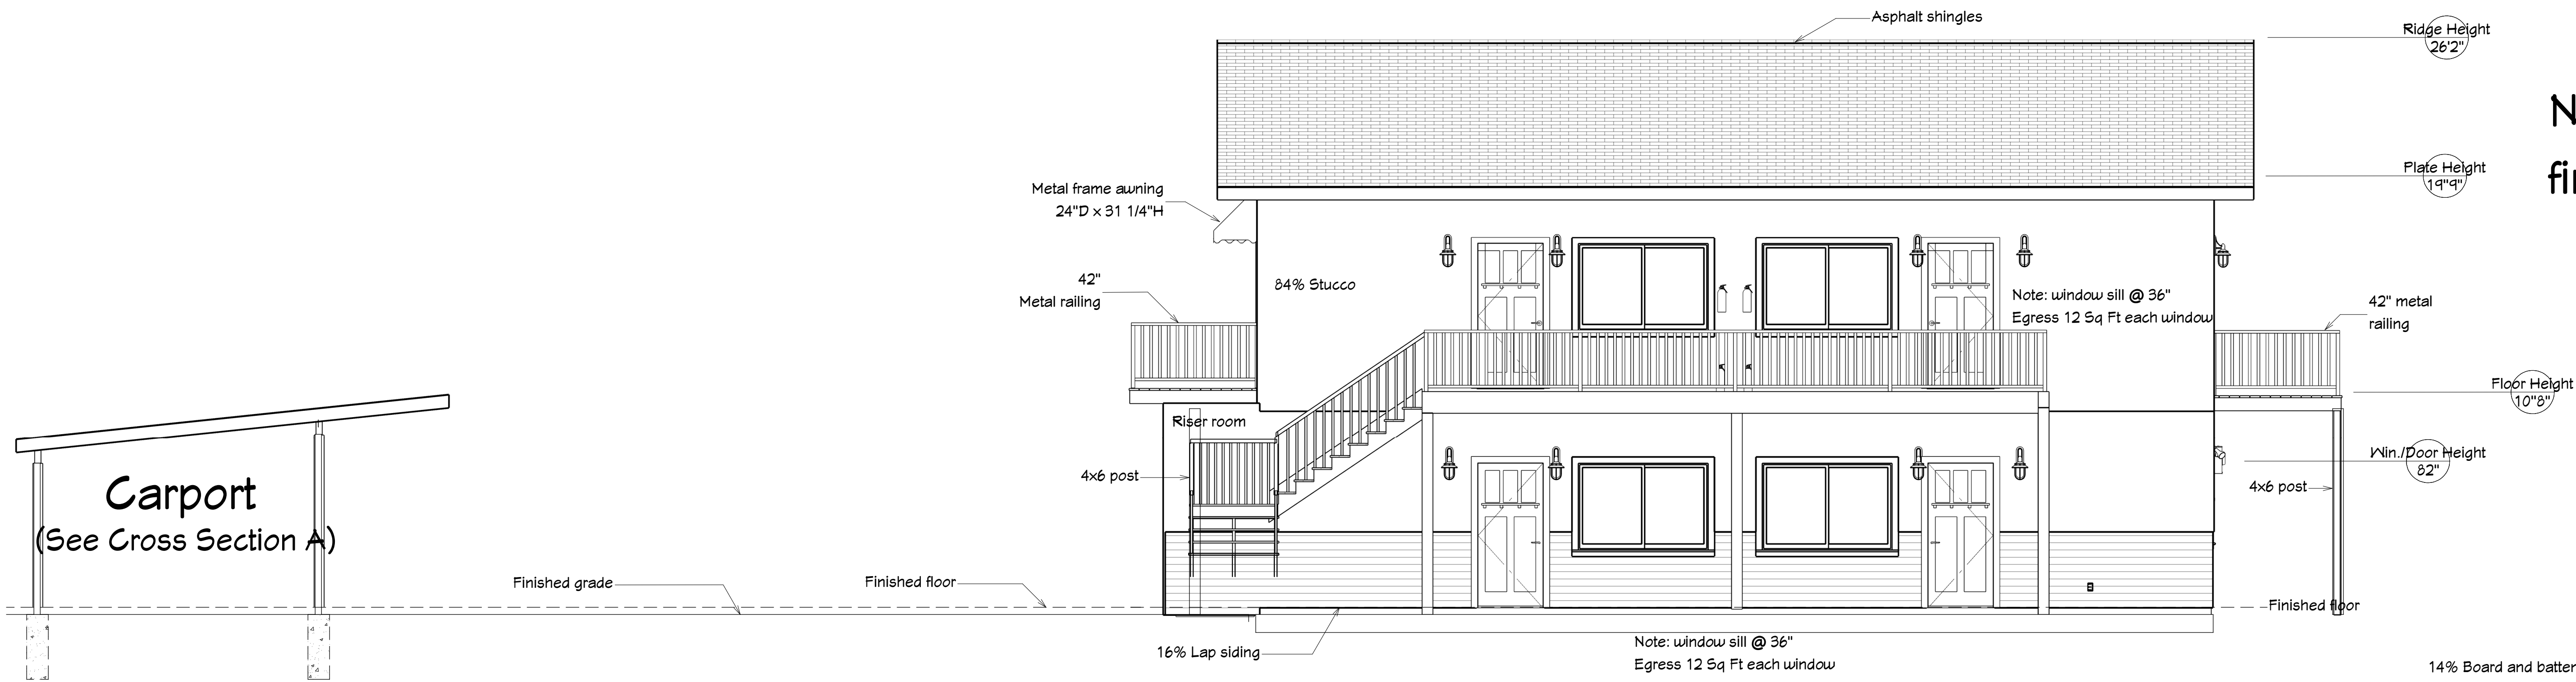 Asphalt shingles
Ridge Height
26'2"
N
Plate Height
19"9"
fir
Metal frame awning
24"D x 31 1/4"H
84% Stucco
42"
Metal railing
Note: window sill @ 36"
Egress 12 Sq Ft each window
42" metal
railing
Floor Height
10"8"
Riser room
Win./Door Height
82"
4x6 post
4x6 post
Carport
(See Cross Section A)
Finished grade
Finished floor
Finished floor
16% Lap siding
Note: window sill @ 36"
Egress 12 Sq Ft each window
14% Board and batten